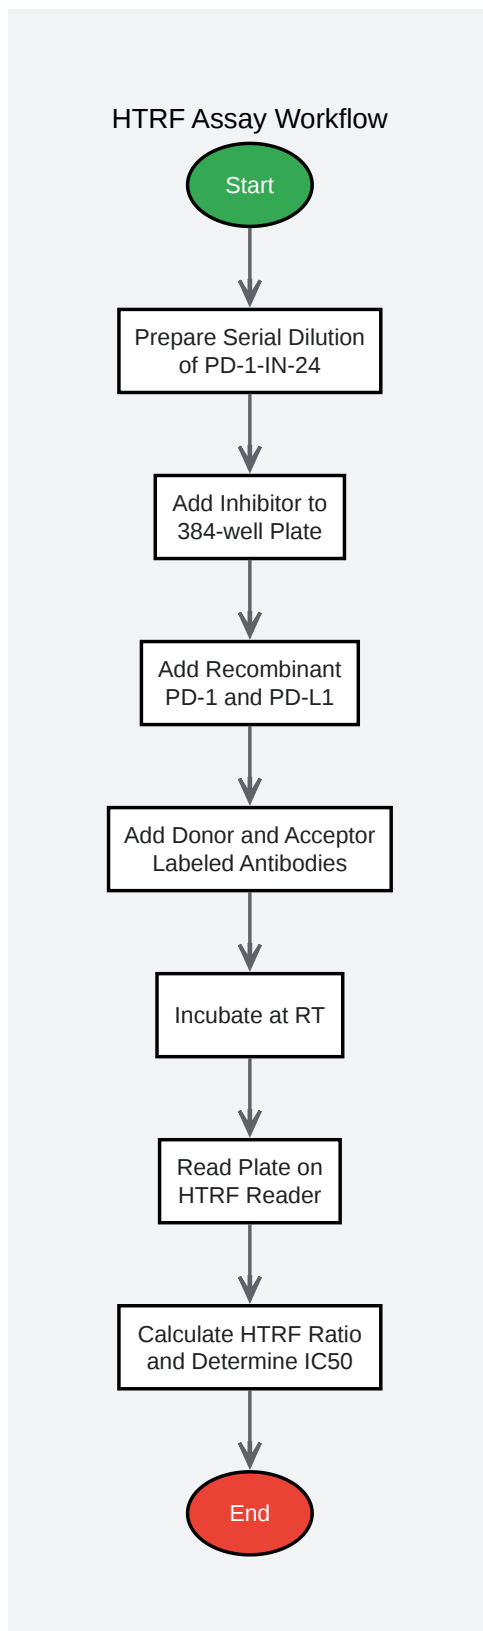 HTRF Assay Workflow
Start
Prepare Serial Dilution
of PD-1-IN-24
Add Inhibitor to
384-well Plate
Add Recombinant
PD-1 and PD-L1
Add Donor and Acceptor
Labeled Antibodies
Incubate at RT
Read Plate on
HTRF Reader
Calculate HTRF Ratio
and Determine IC50
End